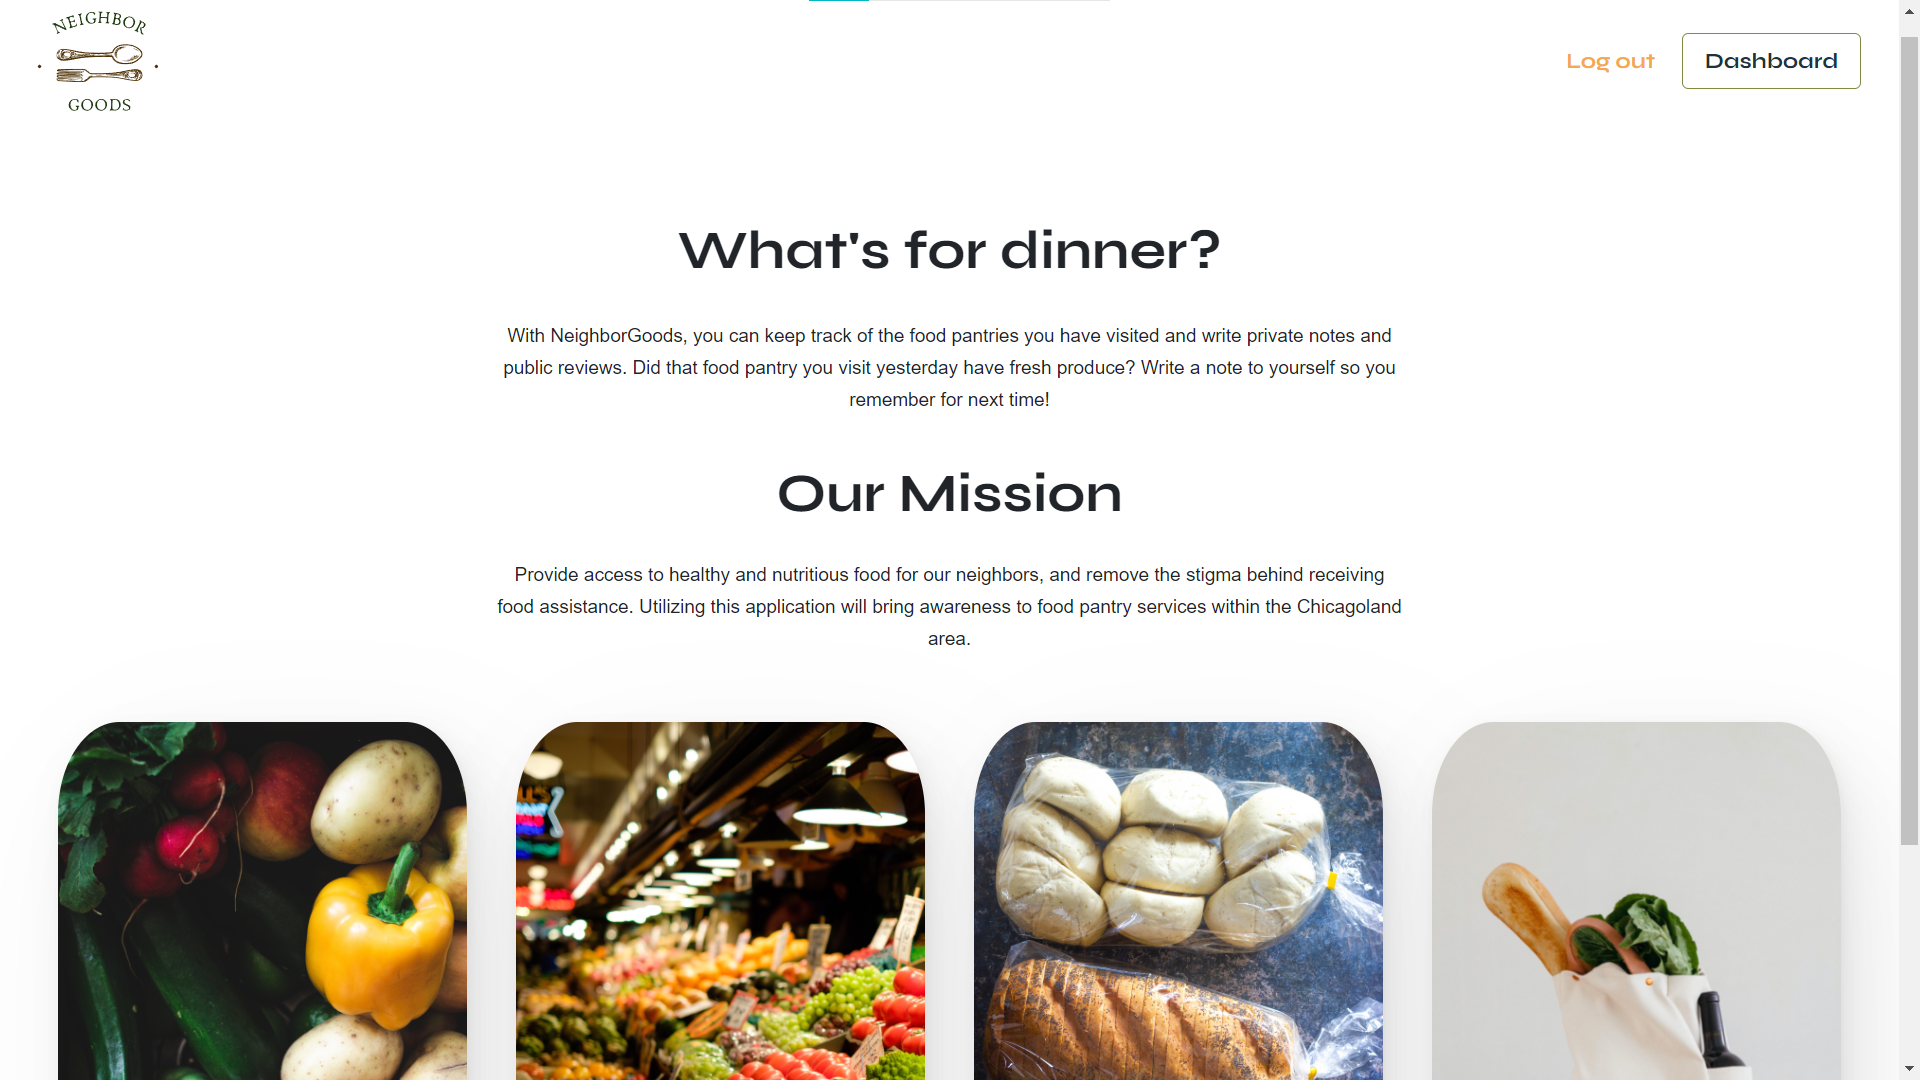 NEIGHBOR
GOODS
Log out
Dashboard
What's for dinner?
With NeighborGoods, you can keep track of the food pantries you have visited and write private notes and
public reviews. Did that food pantry you visit yesterday have fresh produce? Write a note to yourself so you
remember for next time!
Our Mission
Provide access to healthy and nutritious food for our neighbors, and remove the stigma behind receiving
food assistance. Utilizing this application will bring awareness to food pantry services within the Chicagoland
area.